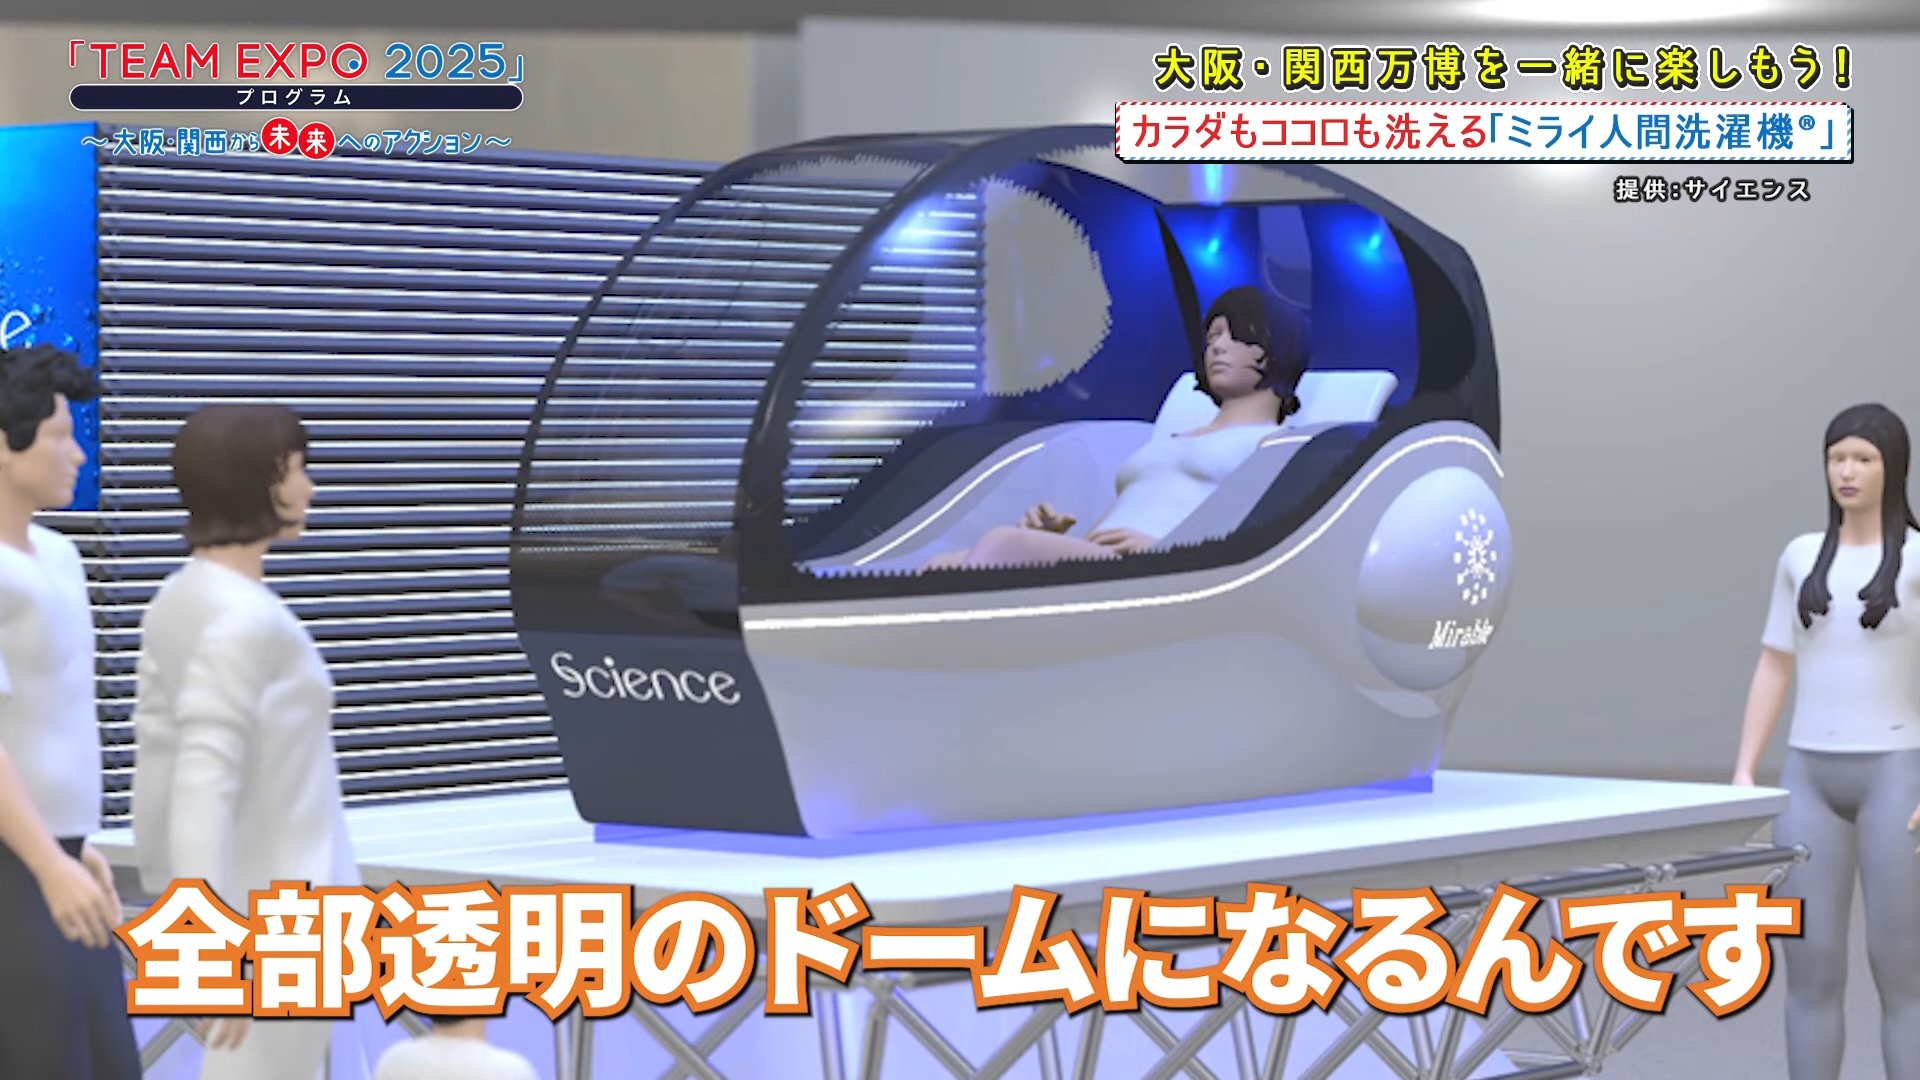 「TEAM EXPO 2025」
プログラム
～大阪・関西から未来へのアクション～
大阪・関西万博を一緒に楽しもう！
カラダもココロも洗える「ミライ人間洗濯機®」
提供：サイエンス
e
Science
Mirable
全部透明のドームになるんです